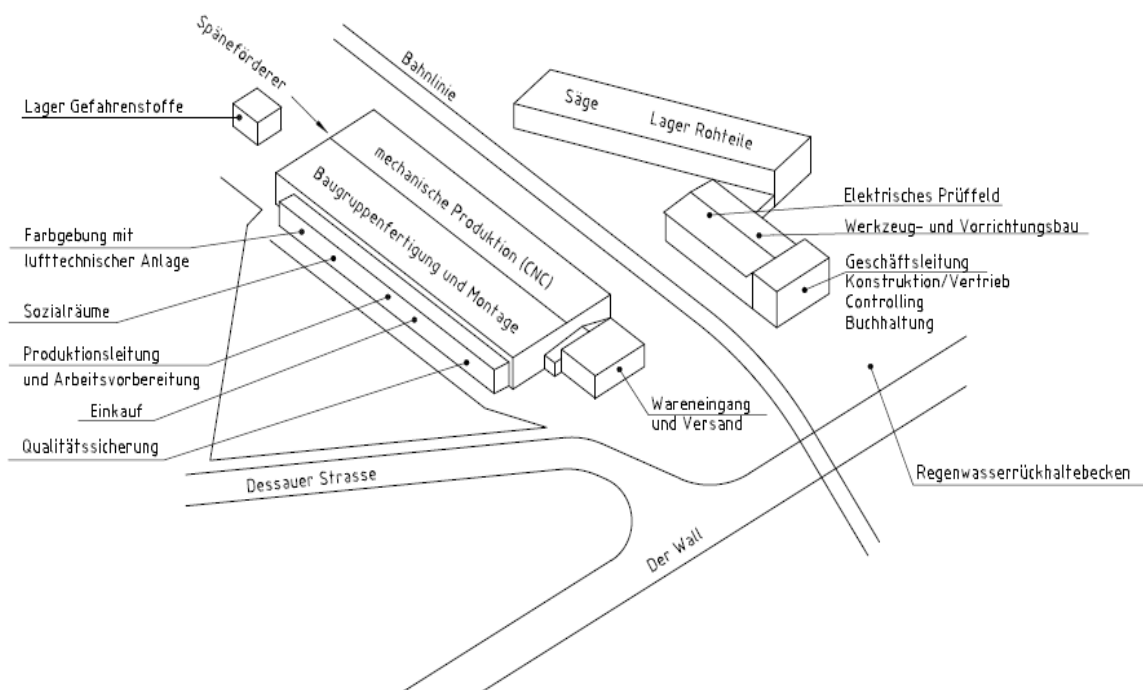 Späneförderer
Bahnlinie
Lager Gefahrenstoffe
Säge
Lager Rohteile
mechanische Produktion (CNC)
Baugruppenfertigung und Montage
Elektrisches Prüffeld
Werkzeug- und Vorrichtungsbau
Farbgebung mit
lufttechnischer Anlage
Geschäftsleitung
Konstruktion/Vertrieb
Controlling
Buchhaltung
Sozialräume
Produktionsleitung
und Arbeitsvorbereitung
Einkauf
Wareneingang
und Versand
Qualitätssicherung
Regenwasserrückhaltebecken
Dessauer Strasse
Der Wall